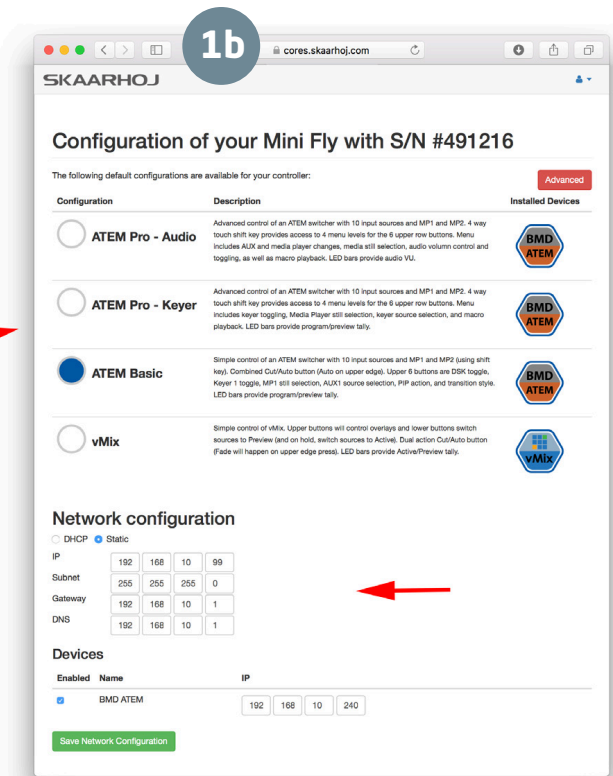 1b
cores.skaarhoj.com
SKAARHOJ
Configuration of your Mini Fly with S/N #491216
The following default configurations are available for your controller:
Advanced
Configuration Description Installed Devices
ATEM Pro - Audio
Advanced control of an ATEM switcher with 10 input sources and MP1 and MP2. 4 way
touch shift key provides access to 4 menu levels for the 6 upper row buttons. Menu
includes AUX and media player changes, media still selection, audio volume control and
toggling, as well as macro playback. LED bars provide audio VU.
BMD
ATEM
ATEM Pro - Keyer
Advanced control of an ATEM switcher with 10 input sources and MP1 and MP2. 4 way
touch shift key provides access to 4 menu levels for the 6 upper row buttons. Menu
includes keyer toggling, Media Player still selection, keyer source selection, and macro
playback. LED bars provide program/preview tally.
BMD
ATEM
ATEM Basic
Simple control of an ATEM switcher with 10 input sources and MP1 and MP2 (using shift
key). Combined Cut/Auto button (Auto on upper edge). Upper 6 buttons are DSK toggle,
Keyer 1 toggle, MP1 still selection, AUX1 source selection, PIP action, and transition style.
LED bars provide program/preview tally.
BMD
ATEM
vMix
Simple control of vMix. Upper buttons will control overlays and lower buttons switch
sources to Preview (and on hold, switch sources to Active). Dual action Cut/Auto button
(Fade will happen on upper edge press). LED bars provide Active/Preview tally.
vMix
Network configuration
DHCP Static
IP 192 168 10 99
Subnet 255 255 255 0
Gateway 192 168 10 1
DNS 192 168 10 1
Devices
Enabled Name IP
BMD ATEM 192 168 10 240
Save Network Configuration